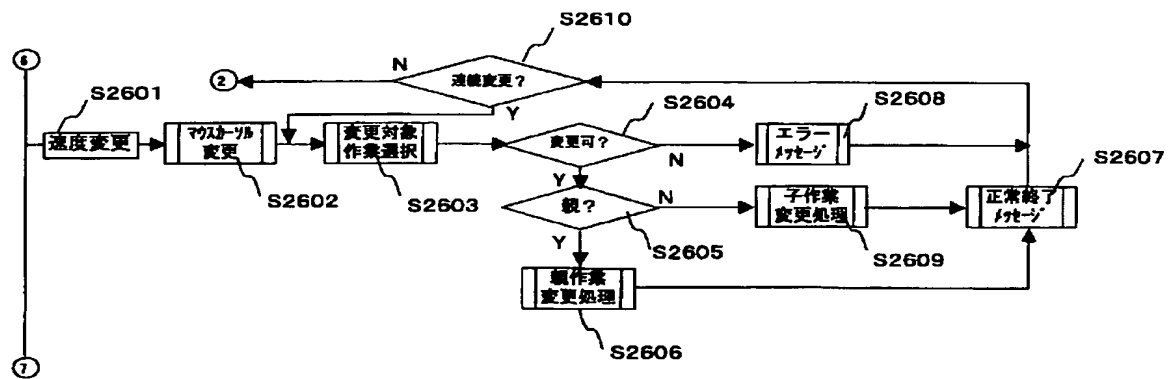 S2610
6
N
2
連続変更?
S2601
Y
S2604
S2608
速度変更
マウスカーソル
変更
変更対象
作業選択
変更可?
N
エラー
メッセージ
S2607
S2602
S2603
Y
親?
N
子作業
変更処理
正常終了
メッセージ
Y
S2605
S2609
親作業
変更処理
S2606
7